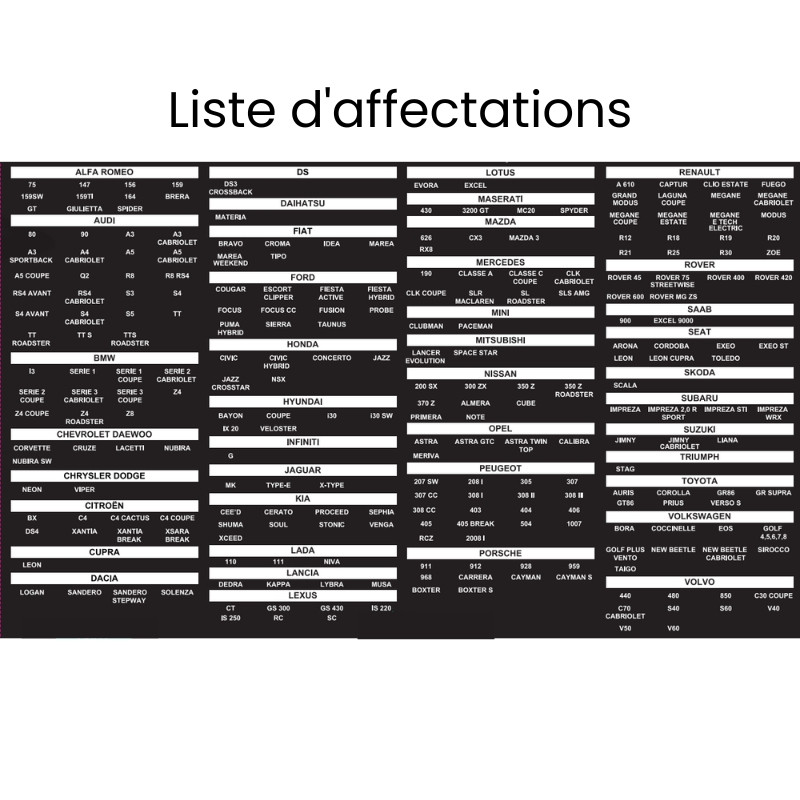 Liste d'affectations
ALFA ROMEO
75 147 156 159
159SW 159TI 164 BRERA
GT GIULIETTA SPIDER
AUDI
80 90 A3 A3
CABRIOLET
A3 A4 A5 A5
SPORTBACK CABRIOLET CABRIOLET
A5 COUPE Q2 R8 R8 RS4
RS4 AVANT RS4 S3 S4
CABRIOLET
S4 AVANT S4 S5 TT
CABRIOLET
TT TT S TTS
ROADSTER ROADSTER
BMW
I3 SERIE 1 SERIE 1 SERIE 2
COUPE CABRIOLET
SERIE 2 SERIE 3 SERIE 3 Z4
COUPE CABRIOLET COUPE
Z4 COUPE Z4 Z8
ROADSTER
CHEVROLET DAEWOO
CORVETTE CRUZE LACETTI NUBIRA
NUBIRA SW
CHRYSLER DODGE
NEON VIPER
CITROËN
BX C4 C4 CACTUS C4 COUPE
DS4 XANTIA XANTIA XSARA
BREAK BREAK
CUPRA
LEON
DACIA
LOGAN SANDERO SANDERO SOLENZA
STEPWAY
DS
DS3
CROSSBACK
DAIHATSU
MATERIA
FIAT
BRAVO CROMA IDEA MAREA
MAREA TIPO
WEEKEND
FORD
COUGAR ESCORT FIESTA FIESTA
CLIPPER ACTIVE HYBRID
FOCUS FOCUS CC FUSION PROBE
PUMA SIERRA TAUNUS
HYBRID
HONDA
CIVIC CIVIC CONCERTO JAZZ
HYBRID
JAZZ NSX
CROSSTAR
HYUNDAI
BAYON COUPE i30 i30 SW
IX 20 VELOSTER
INFINITI
G
JAGUAR
MK TYPE-E X-TYPE
KIA
CEE'D CERATO PROCEED SEPHIA
SHUMA SOUL STONIC VENGA
XCEED
LADA
110 111 NIVA
LANCIA
DEDRA KAPPA LYBRA MUSA
LEXUS
CT GS 300 GS 430 IS 220
IS 250 RC SC
LOTUS
EVORA EXCEL
MASERATI
430 3200 GT MC20 SPYDER
MAZDA
626 CX3 MAZDA 3
RX8
MERCEDES
190 CLASSE A CLASSE C CLK
COUPE CABRIOLET
CLK COUPE SLR SL SLS AMG
MACLAREN ROADSTER
MINI
CLUBMAN PACEMAN
MITSUBISHI
LANCER SPACE STAR
EVOLUTION
NISSAN
200 SX 300 ZX 350 Z 350 Z
ROADSTER
370 Z ALMERA CUBE
PRIMERA NOTE
OPEL
ASTRA ASTRA GTC ASTRA TWIN CALIBRA
TOP
MERIVA
PEUGEOT
207 SW 208 I 305 307
307 CC 308 I 308 II 308 III
308 CC 403 404 406
405 405 BREAK 504 1007
RCZ 2008 I
PORSCHE
911 912 928 959
968 CARRERA CAYMAN CAYMAN S
BOXTER BOXTER S
RENAULT
A 610 CAPTUR CLIO ESTATE FUEGO
GRAND LAGUNA MEGANE MEGANE
MODUS COUPE CABRIOLET
MEGANE MEGANE MEGANE MODUS
COUPE ESTATE E TECH
ELECTRIC
R12 R18 R19 R20
R21 R25 R30 ZOE
ROVER
ROVER 45 ROVER 75 ROVER 400 ROVER 420
STREETWISE
ROVER 600 ROVER MG ZS
SAAB
900 EXCEL 9000
SEAT
ARONA CORDOBA EXEO EXEO ST
LEON LEON CUPRA TOLEDO
SKODA
SCALA
SUBARU
IMPREZA IMPREZA 2,0 R IMPREZA STI IMPREZA
SPORT WRX
SUZUKI
JIMNY JIMNY LIANA
CABRIOLET
TRIUMPH
STAG
TOYOTA
AURIS COROLLA GR86 GR SUPRA
GT86 PRIUS VERSO S
VOLKSWAGEN
BORA COCCINELLE EOS GOLF
4,5,6,7,8
GOLF PLUS NEW BEETLE NEW BEETLE SIROCCO
VENTO CABRIOLET
TAIGO
VOLVO
440 480 850 C30 COUPE
C70 S40 S60 V40
CABRIOLET
V50 V60